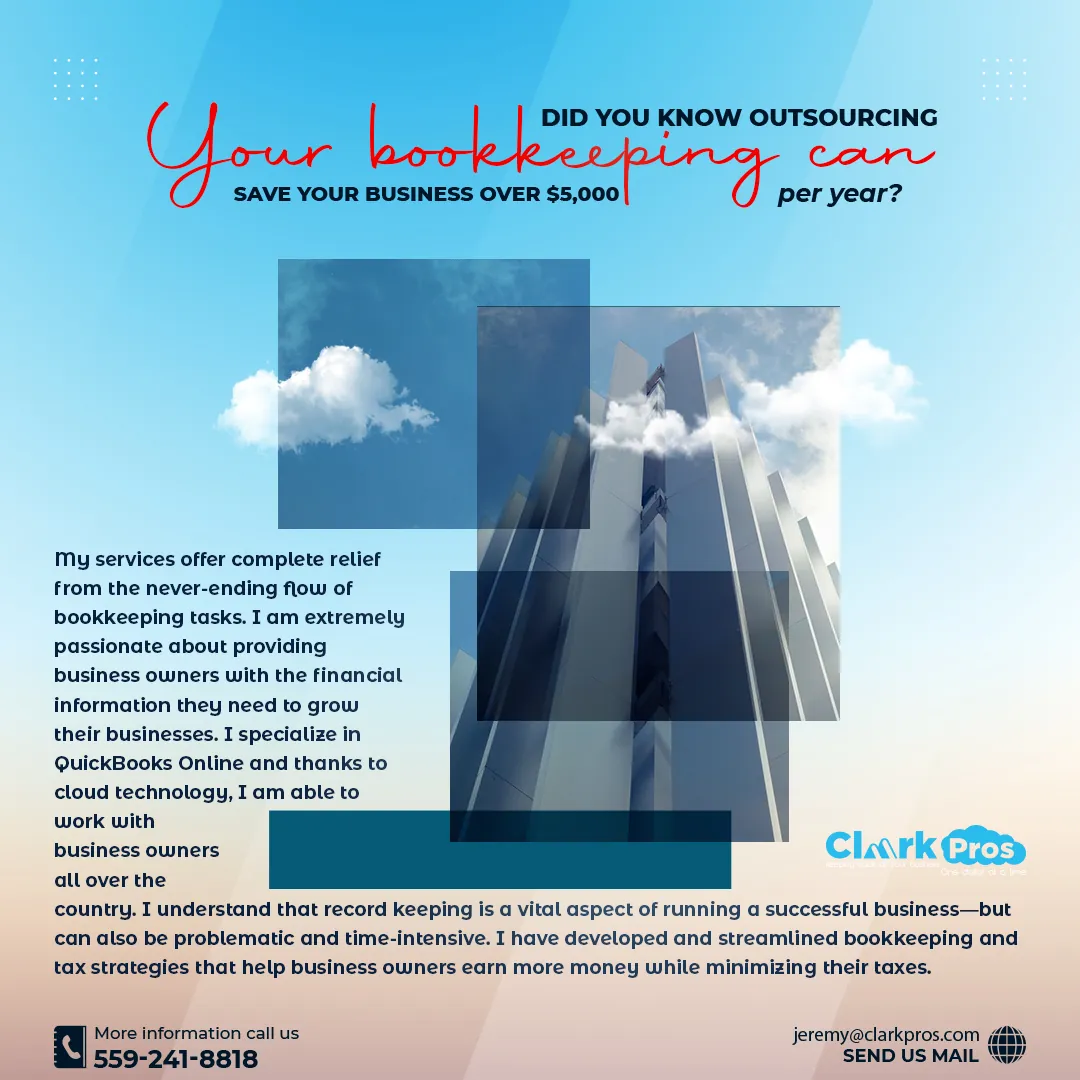 DID YOU KNOW OUTSOURCING
Your bookkeeping can
SAVE YOUR BUSINESS OVER $5,000 per year?
My services offer complete relief
from the never-ending flow of
bookkeeping tasks. I am extremely
passionate about providing
business owners with the financial
information they need to grow
their businesses. I specialize in
QuickBooks Online and thanks to
cloud technology, I am able to
work with
business owners
all over the
country. I understand that record keeping is a vital aspect of running a successful business—but
can also be problematic and time-intensive. I have developed and streamlined bookkeeping and
tax strategies that help business owners earn more money while minimizing their taxes.
Clark Pros
One dollar at a time
More information call us
559-241-8818
jeremy@clarkpros.com
SEND US MAIL